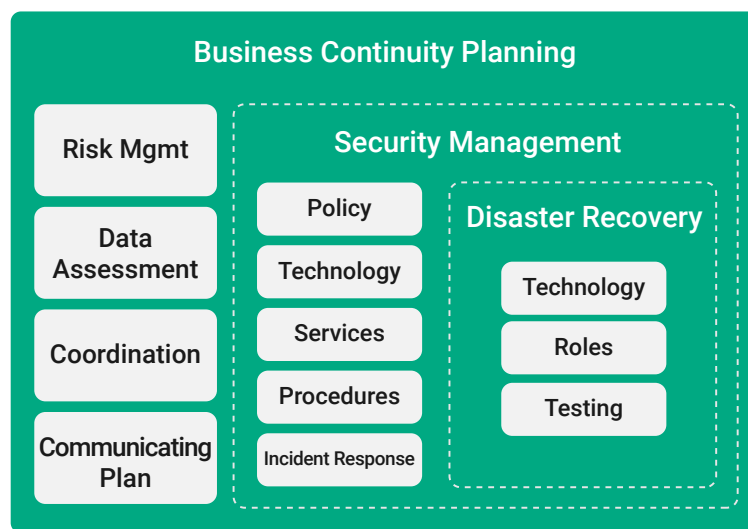 Business Continuity Planning
Risk Mgmt
Data
Assessment
Coordination
Communicating
Plan
Security Management
Policy
Technology
Services
Procedures
Incident Response
Disaster Recovery
Technology
Roles
Testing